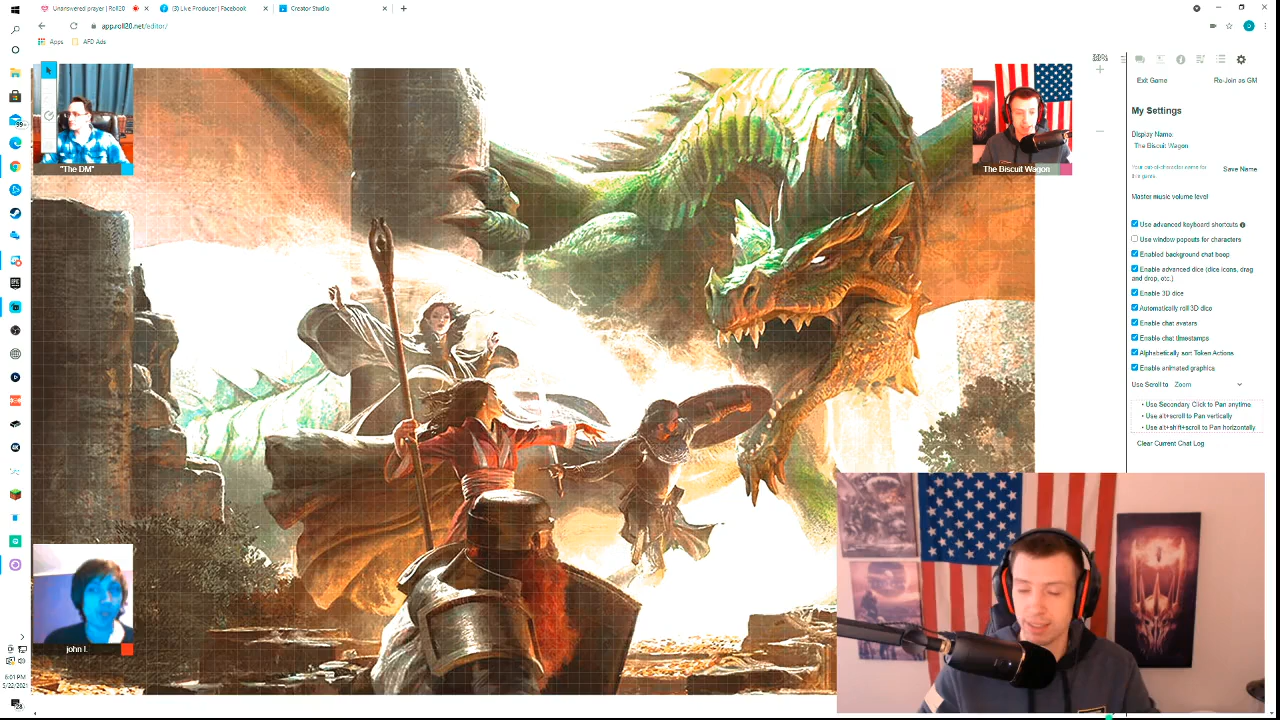 Unanswered prayer | Roll20
(3) Live Producer | Facebook
Creator Studio
app.roll20.net/editor/
Apps
AFD Ads
Exit Game
Re-Join as GM
My Settings
Display Name:
The Biscuit Wagon
this game.
Save Name
Master music volume level
Use advanced keyboard shortcuts
Use window popouts for characters
Enabled background chat beep
Enable advanced dice (dice icons, drag
and drop, etc.)
Enable 3D dice
Automatically roll 3D dice
Enable chat avatars
Enable chat timestamps
Alphabetically sort Token Actions
Enable animated graphics
Use Scroll to Zoom
• Use Secondary Click to Pan anytime
• Use alt+scroll to Pan vertically
• Use alt+shift+scroll to Pan horizontally
Clear Current Chat Log
"The DM"
The Biscuit Wagon
john l.
6:01 PM